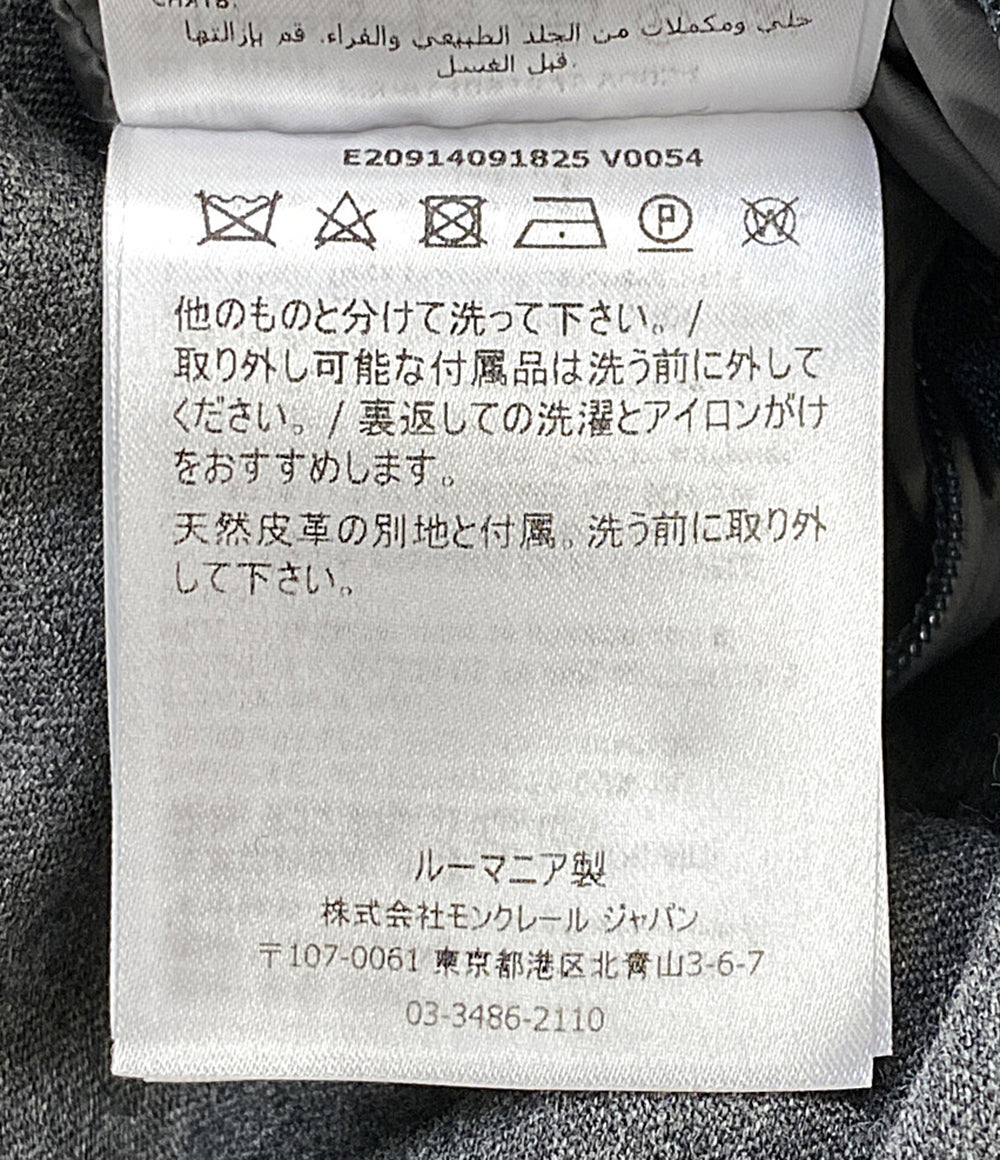 حلي ومكملات من الجلد الطبيعي والفراء. قم بإزالتها
قبل الغسل.
E20914091825 V0054
P
W
他のものと分けて洗って下さい。/
取り外し可能な付属品は洗う前に外して
ください。/ 裏返しての洗濯とアイロンがけ
をおすすめします。
天然皮革の別地と付属。洗う前に取り外
して下さい。
ルーマニア製
株式会社モンクレール ジャパン
〒107-0061 東京都港区北青山3-6-7
03-3486-2110